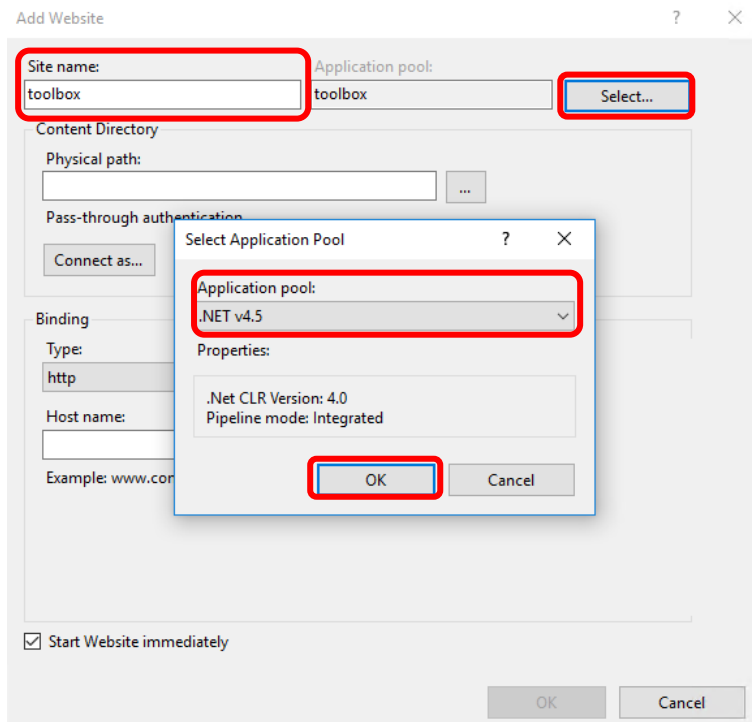 Add Website
?
Site name:
Application pool:
toolbox
toolbox
Select...
Content Directory
Physical path:
...
Pass-through authentication
Connect as...
Select Application Pool
?
Application pool:
.NET v4.5
Properties:
.Net CLR Version: 4.0
Pipeline mode: Integrated
OK
Cancel
Binding
Type:
http
Host name:
Example:
Start Website immediately
OK
Cancel